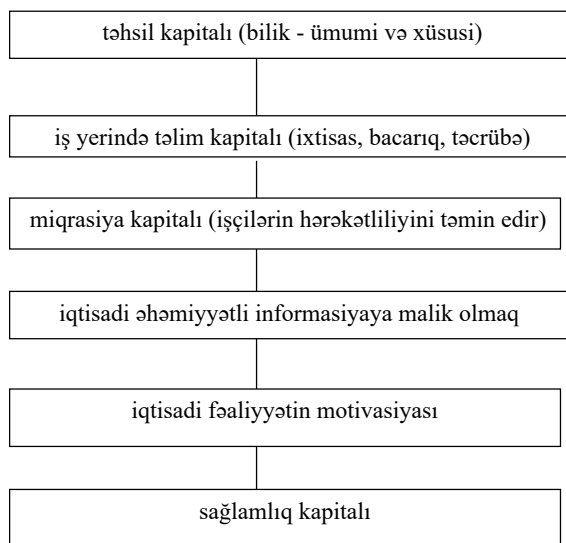 təhsil kapitalı (bilik - ümumi və xüsusi)
iş yerində təlim kapitalı (ixtisas, bacarıq, təcrübə)
miqrasiya kapitalı (işçilərin hərəkətliliyini təmin edir)
iqtisadi əhəmiyyətli informasiyaya malik olmaq
iqtisadi fəaliyyətin motivasiyası
sağlamlıq kapitalı